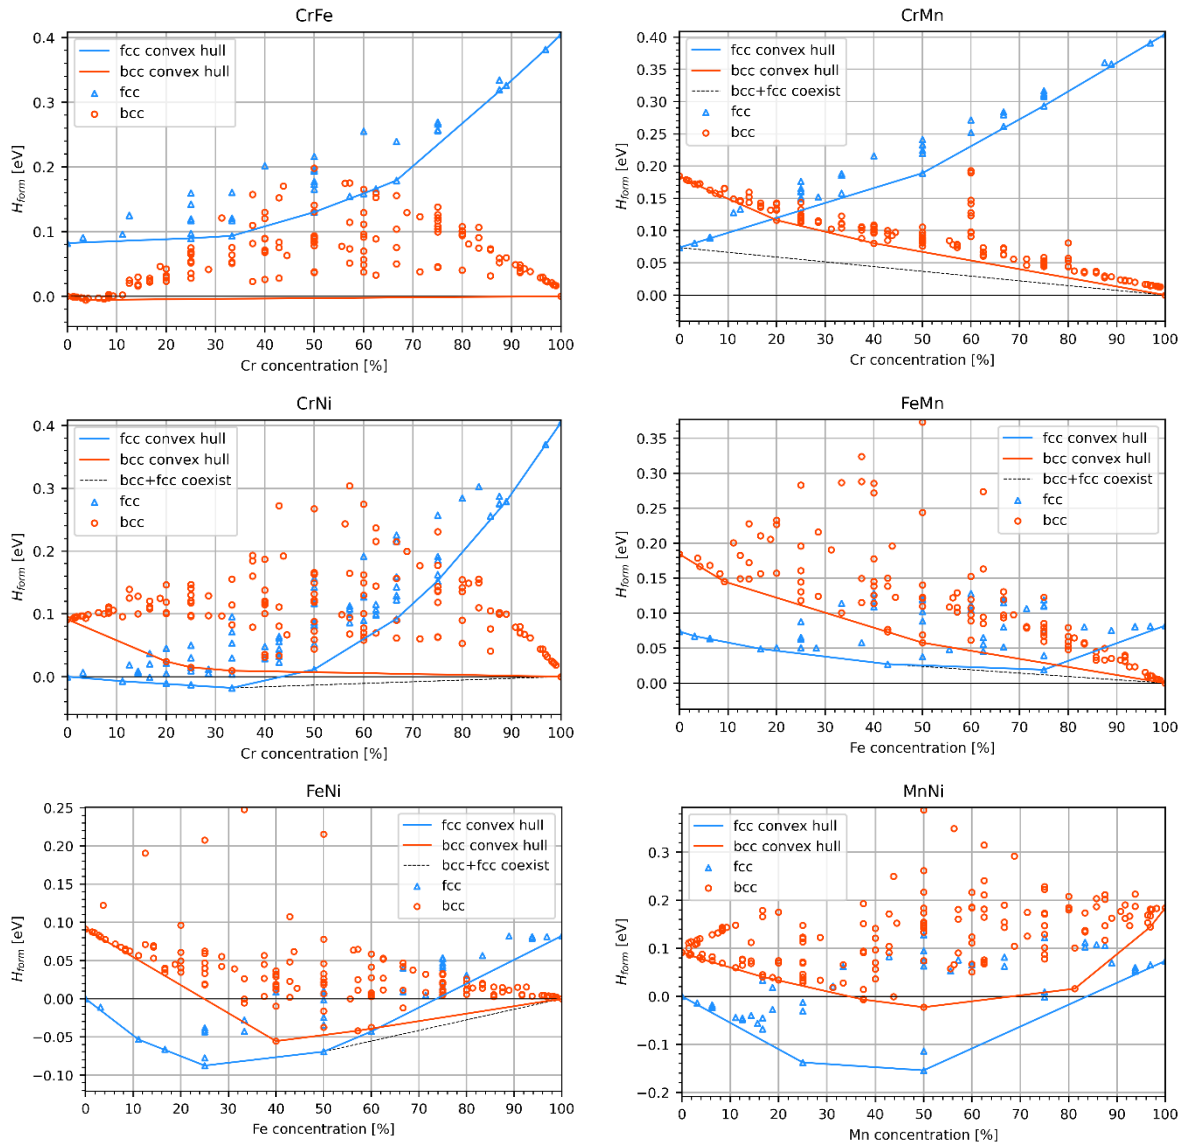 CrFe
0.4
0.3
0.2
0.1
0.0
H_form [eV]
fcc convex hull
bcc convex hull
fcc
bcc
0 10 20 30 40 50 60 70 80 90 100
Cr concentration [%]
CrMn
0.40
0.35
0.30
0.25
0.20
0.15
0.10
0.05
0.00
H_form [eV]
fcc convex hull
bcc convex hull
bcc+fcc coexist
fcc
bcc
0 10 20 30 40 50 60 70 80 90 100
Cr concentration [%]
CrNi
0.4
0.3
0.2
0.1
0.0
H_form [eV]
fcc convex hull
bcc convex hull
bcc+fcc coexist
fcc
bcc
0 10 20 30 40 50 60 70 80 90 100
Cr concentration [%]
FeMn
0.35
0.30
0.25
0.20
0.15
0.10
0.05
0.00
H_form [eV]
fcc convex hull
bcc convex hull
bcc+fcc coexist
fcc
bcc
0 10 20 30 40 50 60 70 80 90 100
Fe concentration [%]
FeNi
0.25
0.20
0.15
0.10
0.05
0.00
−0.05
−0.10
H_form [eV]
fcc convex hull
bcc convex hull
bcc+fcc coexist
fcc
bcc
0 10 20 30 40 50 60 70 80 90 100
Fe concentration [%]
MnNi
0.3
0.2
0.1
0.0
−0.1
−0.2
H_form [eV]
fcc convex hull
bcc convex hull
fcc
bcc
0 10 20 30 40 50 60 70 80 90 100
Mn concentration [%]